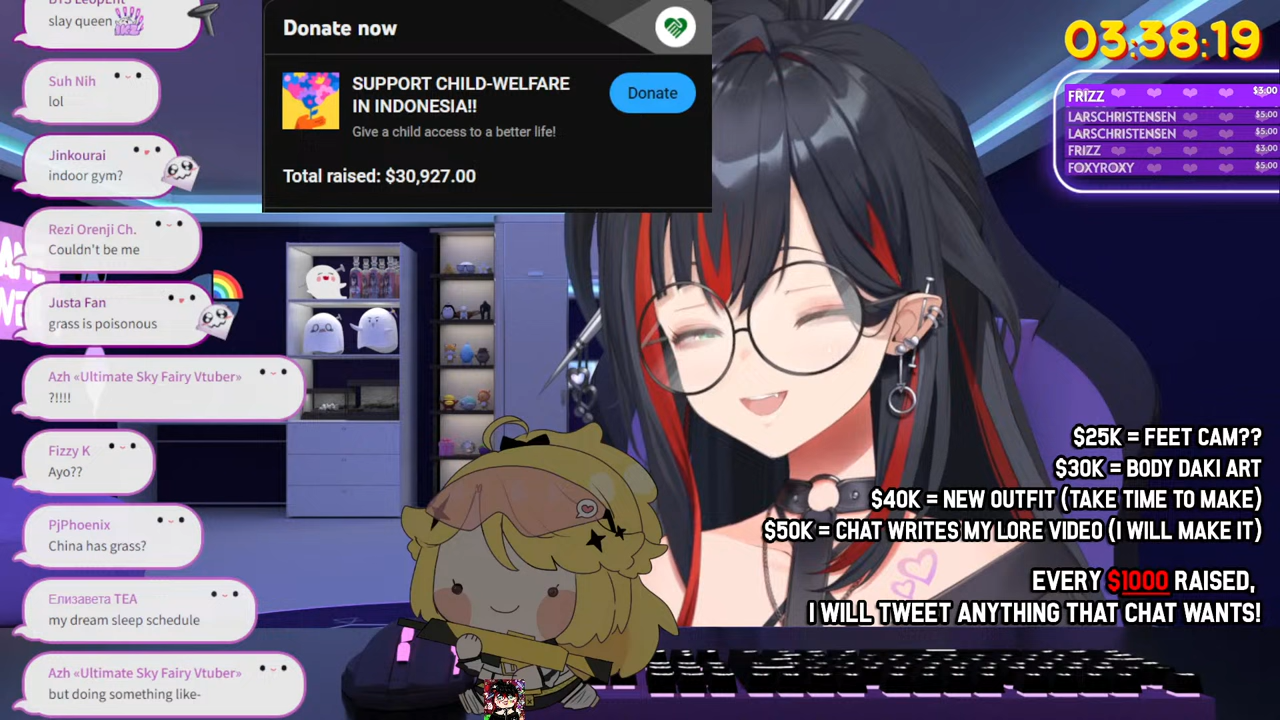 slay queen
Suh Nih
lol
Jinkourai
indoor gym?
Rezi Orenji Ch.
Couldn't be me
Justa Fan
grass is poisonous
Azh «Ultimate Sky Fairy Vtuber»
?!!!!
Fizzy K
Ayo??
PjPhoenix
China has grass?
Елизавета TEA
my dream sleep schedule
Azh «Ultimate Sky Fairy Vtuber»
but doing something like-
Donate now
SUPPORT CHILD-WELFARE
IN INDONESIA!!
Donate
Give a child access to a better life!
Total raised: $30,927.00
03:38:19
FRIZZ $3.00
LARSCHRISTENSEN $5.00
LARSCHRISTENSEN $5.00
FRIZZ $3.00
FOXYROXY $5.00
$25K = FEET CAM??
$30K = BODY DAKI ART
$40K = NEW OUTFIT (TAKE TIME TO MAKE)
$50K = CHAT WRITES MY LORE VIDEO (I WILL MAKE IT)
EVERY $1000 RAISED,
I WILL TWEET ANYTHING THAT CHAT WANTS!